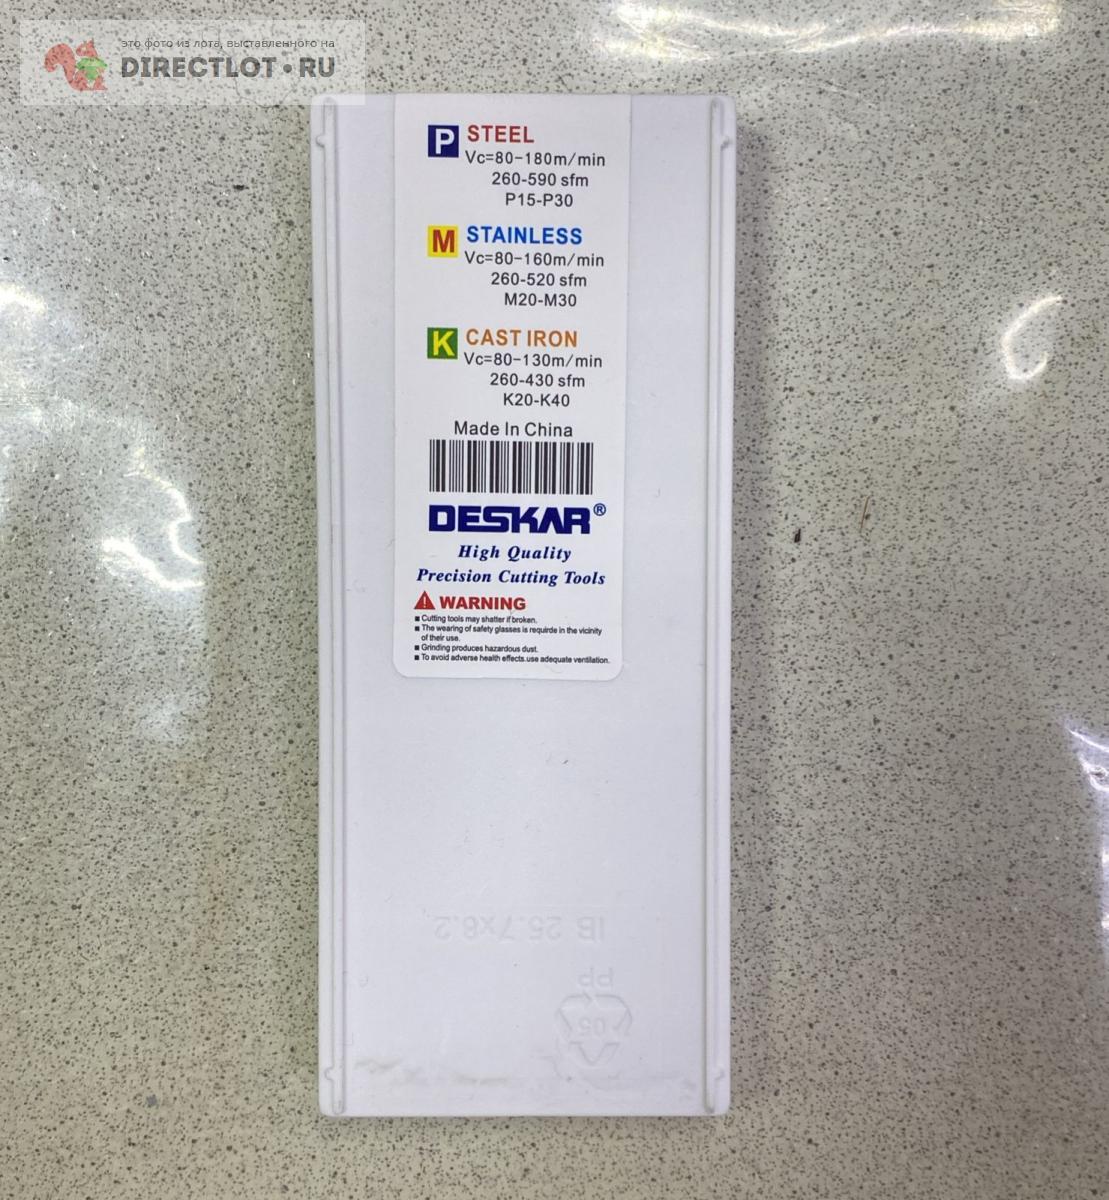 это фото из лота, выставленного на
DIRECTLOT•RU
P STEEL
Vc=80-180m/min
260-590 sfm
P15-P30
M STAINLESS
Vc=80-160m/min
260-520 sfm
M20-M30
K CAST IRON
Vc=80-130m/min
260-430 sfm
K20-K40
Made In China
DESKAR®
High Quality
Precision Cutting Tools
WARNING
■ Cutting tools may shatter if broken.
■ The wearing of safety glasses is requirde in the vicinity
of their use.
■ Grinding produces hazardous dust.
■ To avoid adverse health effects.use adequate ventilation.
IB 25.7x8.2
PP
05